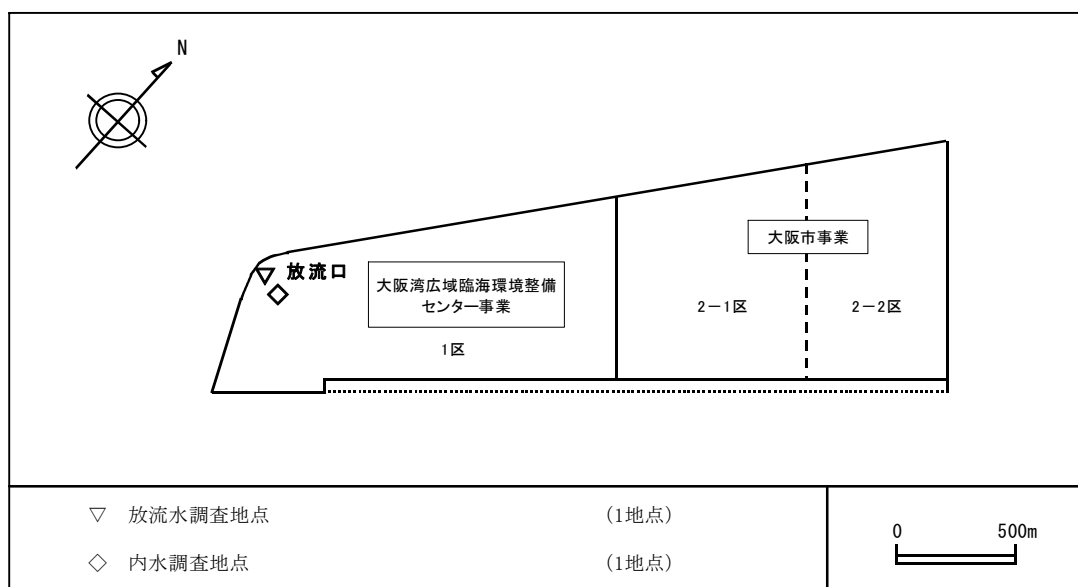 N
放流口
大阪湾広域臨海環境整備
センター事業
1区
大阪市事業
2－1区
2－2区
▽ 放流水調査地点 (1地点)
◇ 内水調査地点 (1地点)
0 500m